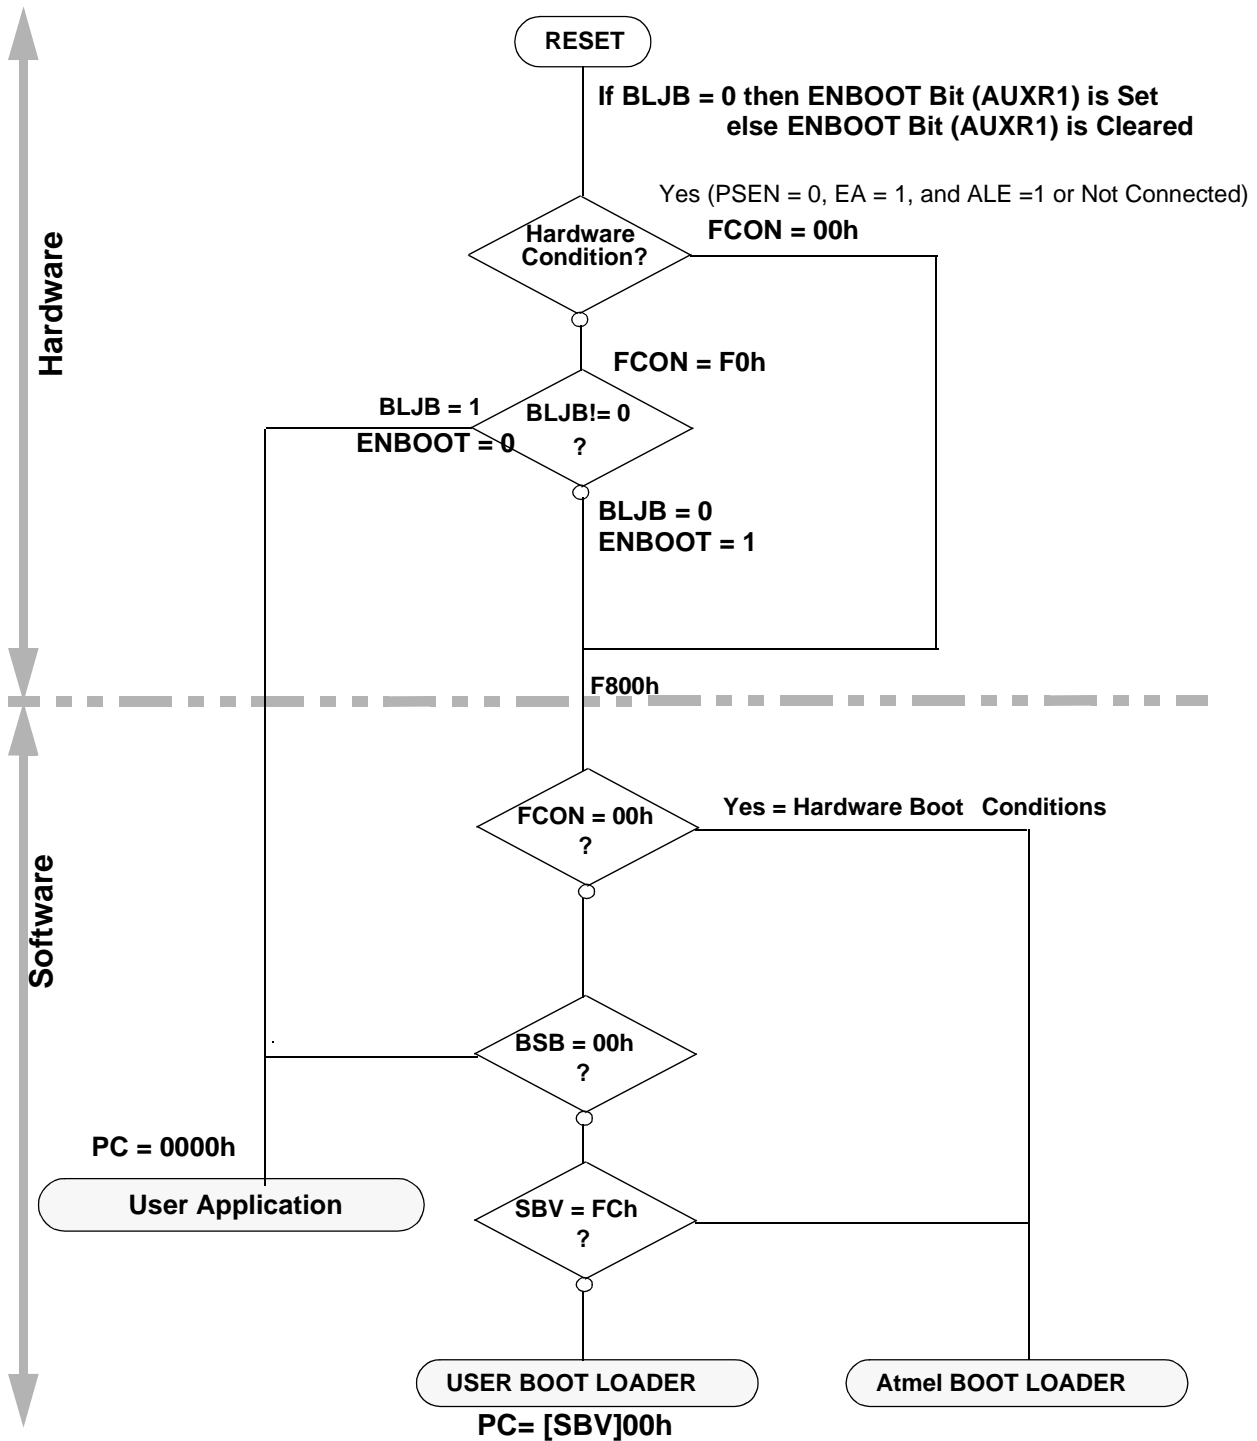 RESET
If BLJB = 0 then ENBOOT Bit (AUXR1) is Set
else ENBOOT Bit (AUXR1) is Cleared
Yes (PSEN = 0, EA = 1, and ALE =1 or Not Connected)
FCON = 00h
Hardware
Condition?
Hardware
FCON = F0h
BLJB = 1
ENBOOT = 0
BLJB!= 0
?
BLJB = 0
ENBOOT = 1
F800h
Software
FCON = 00h
?
Yes = Hardware Boot Conditions
BSB = 00h
?
PC = 0000h
User Application
SBV = FCh
?
USER BOOT LOADER
PC= [SBV]00h
Atmel BOOT LOADER